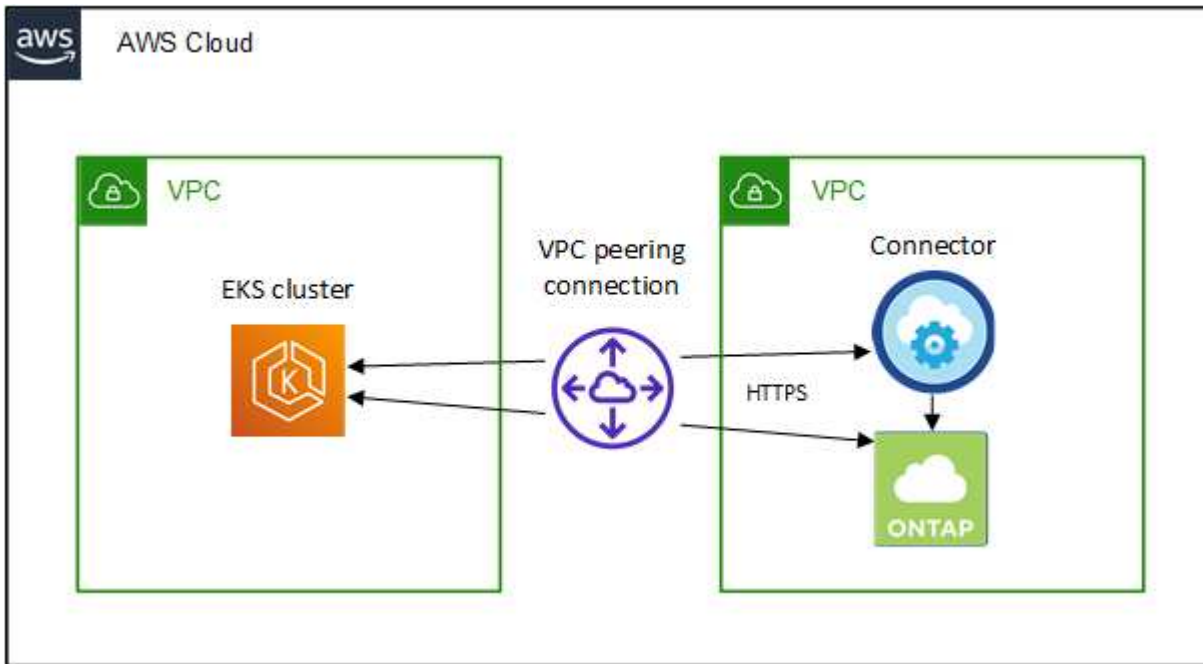 aws
AWS Cloud
VPC
VPC
Connector
VPC peering
connection
EKS cluster
K
HTTPS
ONTAP